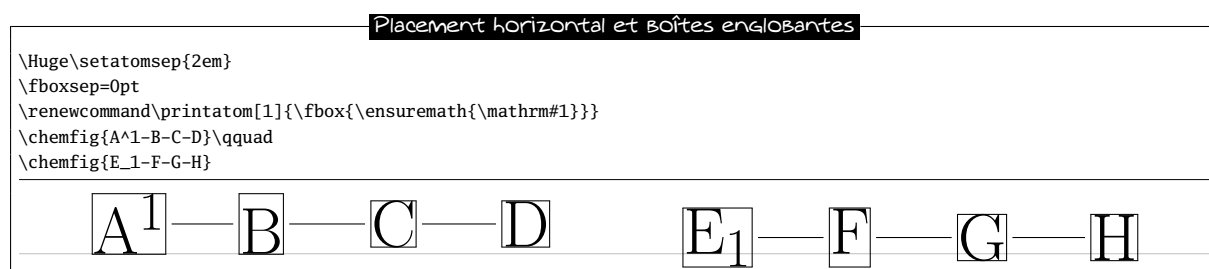 Placement horizontal et boîtes englobantes
\Huge\setatomsep{2em}
\fboxsep=0pt
\renewcommand\printatom[1]{\fbox{\ensuremath{\mathrm#1}}}
\chemfig{A^1-B-C-D}\qquad
\chemfig{E_1-F-G-H}
A¹—B—C—D E₁—F—G—H